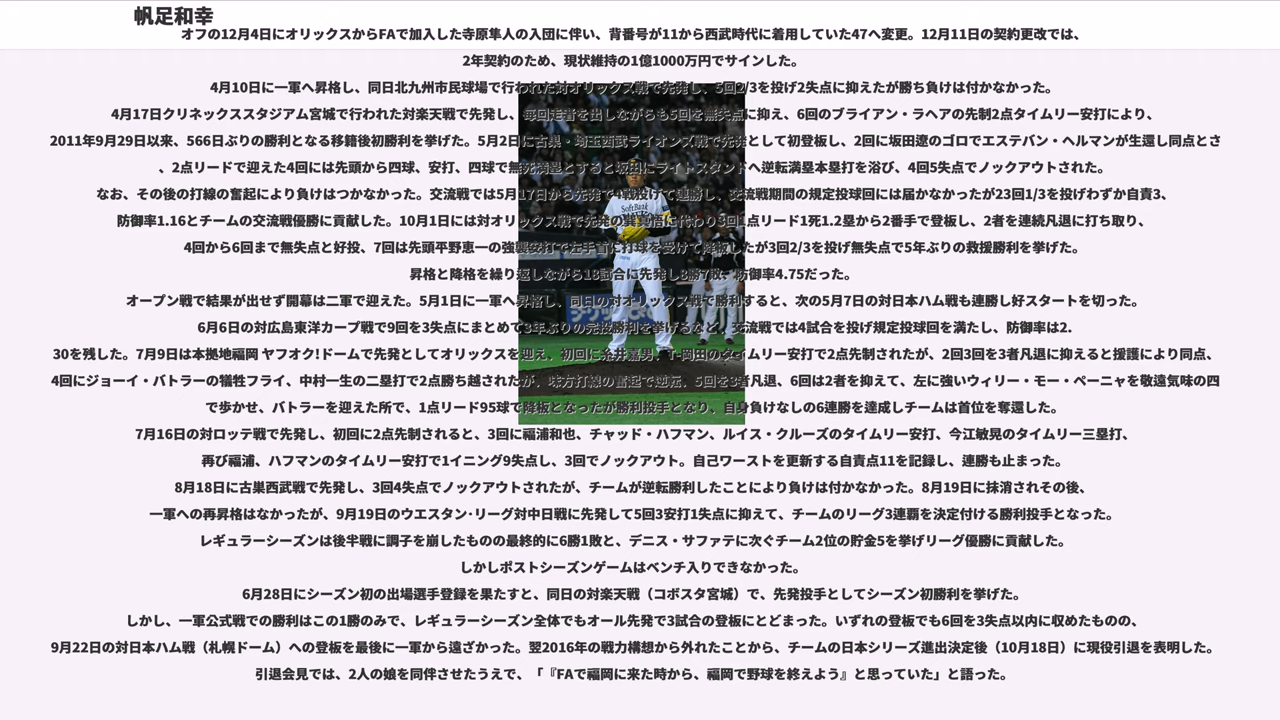 帆足和幸
オフの12月4日にオリックスからFAで加入した寺原隼人の入団に伴い、背番号が11から西武時代に着用していた47へ変更。12月11日の契約更改では、
2年契約のため、現状維持の1億1000万円でサインした。
4月10日に一軍へ昇格し、同日北九州市民球場で行われた対オリックス戦で先発し、5回2/3を投げ2失点に抑えたが勝ち負けは付かなかった。
4月17日クリネックススタジアム宮城で行われた対楽天戦で先発し、毎回走者を出しながらも5回を無失点に抑え、6回のブライアン・ラヘアの先制2点タイムリー安打により、
2011年9月29日以来、566日ぶりの勝利となる移籍後初勝利を挙げた。5月2日に古巣・埼玉西武ライオンズ戦で先発として初登板し、2回に坂田遼のゴロでエステバン・ヘルマンが生還し同点とさ
、2点リードで迎えた4回には先頭から四球、安打、四球で無死満塁とすると坂田にライトスタンドへ逆転満塁本塁打を浴び、4回5失点でノックアウトされた。
なお、その後の打線の奮起により負けはつかなかった。交流戦では5月17日から先発で4戦投げて連勝し、交流戦期間の規定投球回には届かなかったが23回1/3を投げわずか自責3、
防御率1.16とチームの交流戦優勝に貢献した。10月1日には対オリックス戦で先発の 代わり3回1点リード1死1.2塁から2番手で登板し、2者を連続凡退に打ち取り、
4回から6回まで無失点と好投、7回は先頭平野恵一の強襲安打で左手首に打球を受けて降板したが3回2/3を投げ無失点で5年ぶりの救援勝利を挙げた。
昇格と降格を繰り返しながら18試合に先発し8勝7敗、防御率4.75だった。
オープン戦で結果が出せず開幕は二軍で迎えた。5月1日に一軍へ昇格し、同日の対オリックス戦で勝利すると、次の5月7日の対日本ハム戦も連勝し好スタートを切った。
6月6日の対広島東洋カープ戦で9回を3失点にまとめて3年ぶりの完投勝利を挙げるなど、交流戦では4試合を投げ規定投球回を満たし、防御率は2.
30を残した。7月9日は本拠地福岡 ヤフオク!ドームで先発としてオリックスを迎え、初回に糸井嘉男、T-岡田のタイムリー安打で2点先制されたが、2回3回を3者凡退に抑えると援護により同点、
4回にジョーイ・バトラーの犠牲フライ、中村一生の二塁打で2点勝ち越されたが、味方打線の奮起で逆転、5回を3者凡退、6回は2者を抑えて、左に強いウィリー・モー・ペーニャを敬遠気味の四
で歩かせ、バトラーを迎えた所で、1点リード95球で降板となったが勝利投手となり、自身負けなしの6連勝を達成しチームは首位を奪還した。
7月16日の対ロッテ戦で先発し、初回に2点先制されると、3回に福浦和也、チャッド・ハフマン、ルイス・クルーズのタイムリー安打、今江敏晃のタイムリー三塁打、
再び福浦、ハフマンのタイムリー安打で1イニング9失点し、3回でノックアウト。自己ワーストを更新する自責点11を記録し、連勝も止まった。
8月18日に古巣西武戦で先発し、3回4失点でノックアウトされたが、チームが逆転勝利したことにより負けは付かなかった。8月19日に抹消されその後、
一軍への再昇格はなかったが、9月19日のウエスタン·リーグ対中日戦に先発して5回3安打1失点に抑えて、チームのリーグ3連覇を決定付ける勝利投手となった。
レギュラーシーズンは後半戦に調子を崩したものの最終的に6勝1敗と、デニス・サファテに次ぐチーム2位の貯金5を挙げリーグ優勝に貢献した。
しかしポストシーズンゲームはベンチ入りできなかった。
6月28日にシーズン初の出場選手登録を果たすと、同日の対楽天戦（コボスタ宮城）で、先発投手としてシーズン初勝利を挙げた。
しかし、一軍公式戦での勝利はこの1勝のみで、レギュラーシーズン全体でもオール先発で3試合の登板にとどまった。いずれの登板でも6回を3失点以内に収めたものの、
9月22日の対日本ハム戦（札幌ドーム）への登板を最後に一軍から遠ざかった。翌2016年の戦力構想から外れたことから、チームの日本シリーズ進出決定後（10月18日）に現役引退を表明した。
引退会見では、2人の娘を同伴させたうえで、「『FAで福岡に来た時から、福岡で野球を終えよう』と思っていた」と語った。
SoftBank